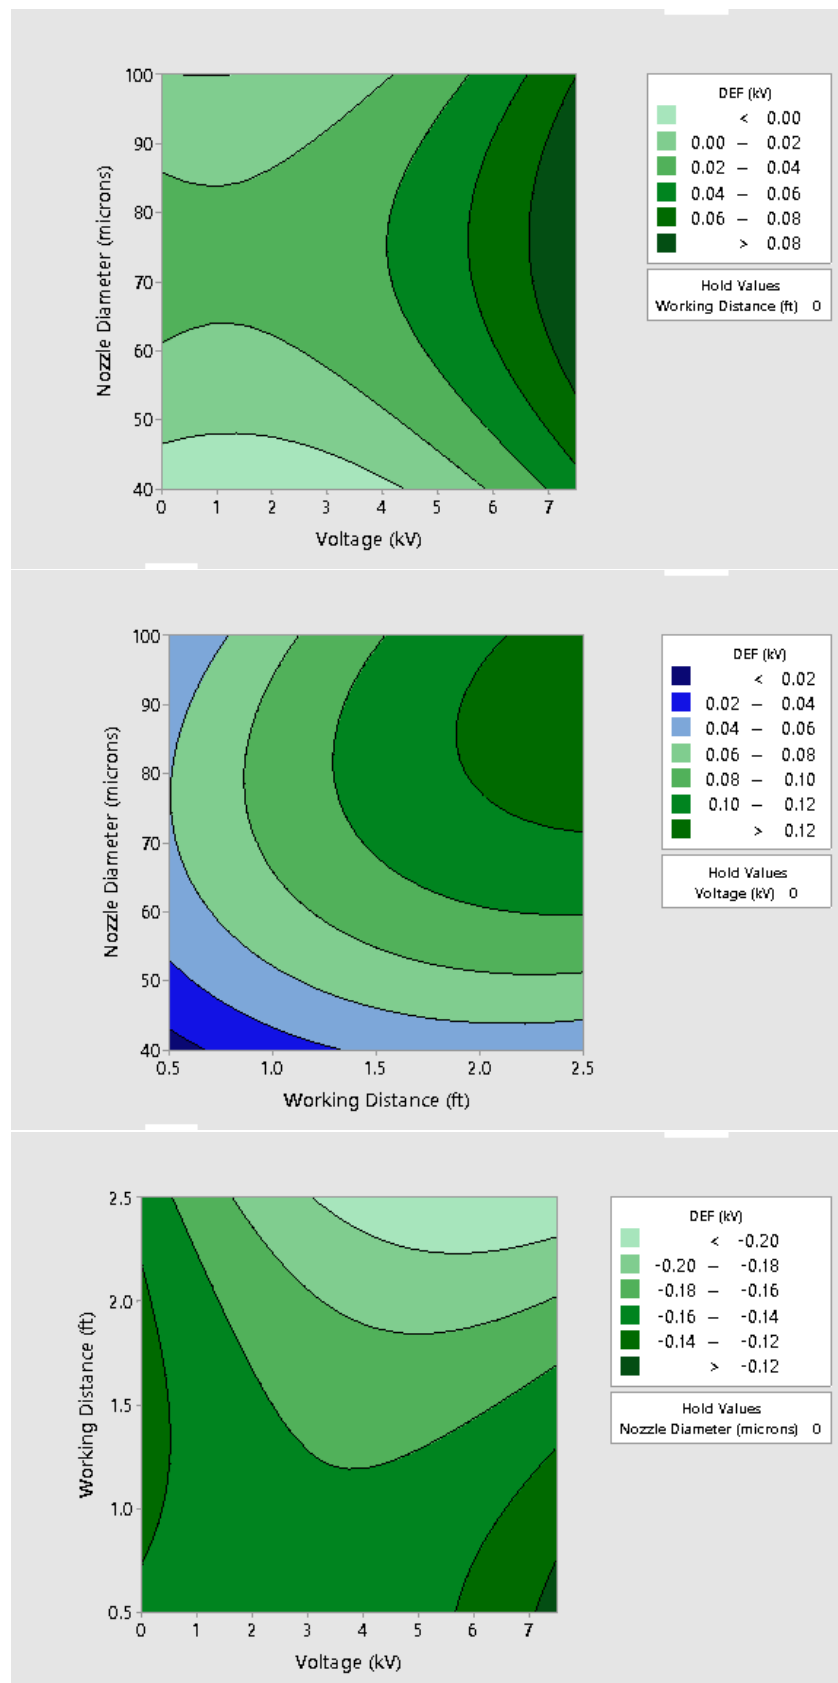 DEF (kV)
< 0.00
0.00 – 0.02
0.02 – 0.04
0.04 – 0.06
0.06 – 0.08
> 0.08
Hold Values
Working Distance (ft) 0
Nozzle Diameter (microns)
100
90
80
70
60
50
40
0 1 2 3 4 5 6 7
Voltage (kV)
DEF (kV)
< 0.02
0.02 – 0.04
0.04 – 0.06
0.06 – 0.08
0.08 – 0.10
0.10 – 0.12
> 0.12
Hold Values
Voltage (kV) 0
Nozzle Diameter (microns)
100
90
80
70
60
50
40
0.5 1.0 1.5 2.0 2.5
Working Distance (ft)
DEF (kV)
< -0.20
-0.20 – -0.18
-0.18 – -0.16
-0.16 – -0.14
-0.14 – -0.12
> -0.12
Hold Values
Nozzle Diameter (microns) 0
Working Distance (ft)
2.5
2.0
1.5
1.0
0.5
0 1 2 3 4 5 6 7
Voltage (kV)